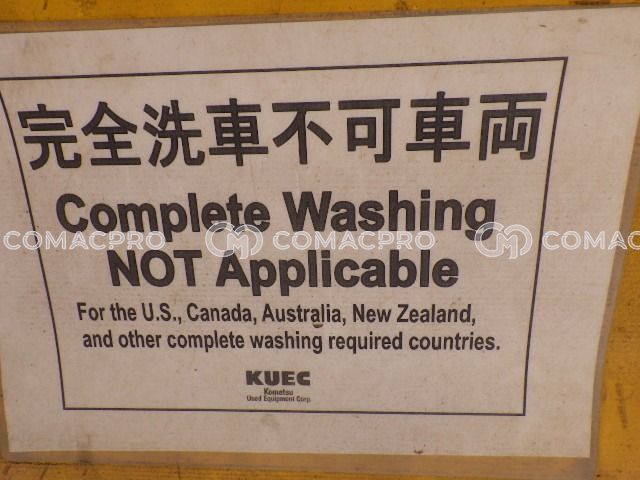 完全洗車不可車両
Complete Washing
COMACPRO COMACPRO COMACPRO
NOT Applicable
For the U.S., Canada, Australia, New Zealand,
and other complete washing required countries.
KUEC
Komatsu
Used Equipment Corp.